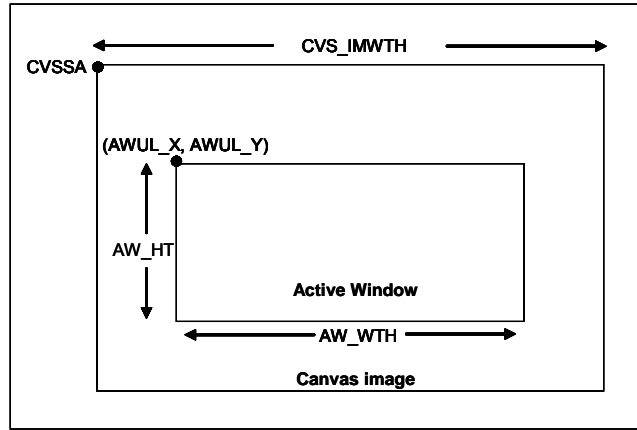 CVS_IMWTH
CVSSA
(AWUL_X, AWUL_Y)
AW_HT
Active Window
AW_WTH
Canvas image